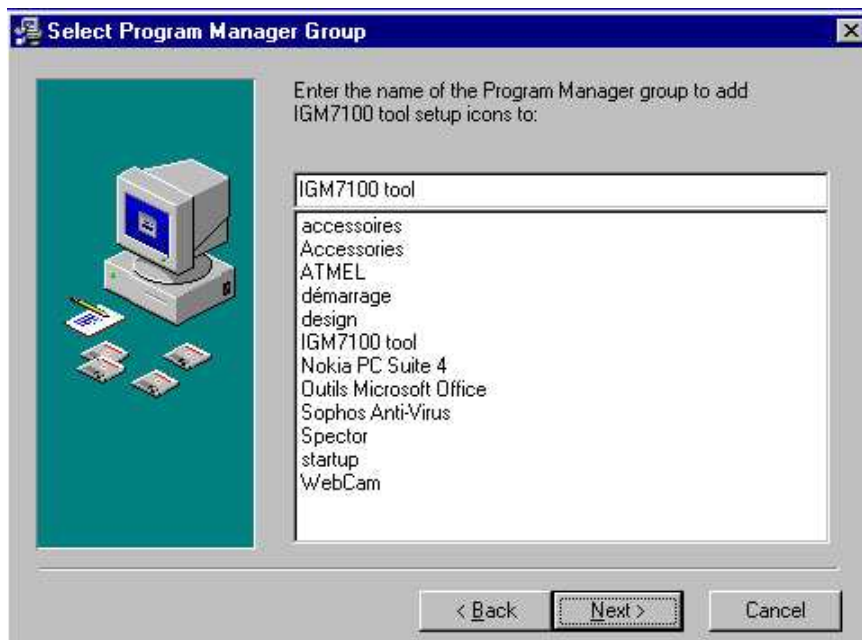 Select Program Manager Group
Enter the name of the Program Manager group to add
IGM7100 tool setup icons to:
IGM7100 tool
accessoires
Accessories
ATMEL
démarrage
design
IGM7100 tool
Nokia PC Suite 4
Outils Microsoft Office
Sophos Anti-Virus
Spector
startup
WebCam
< Back Next > Cancel